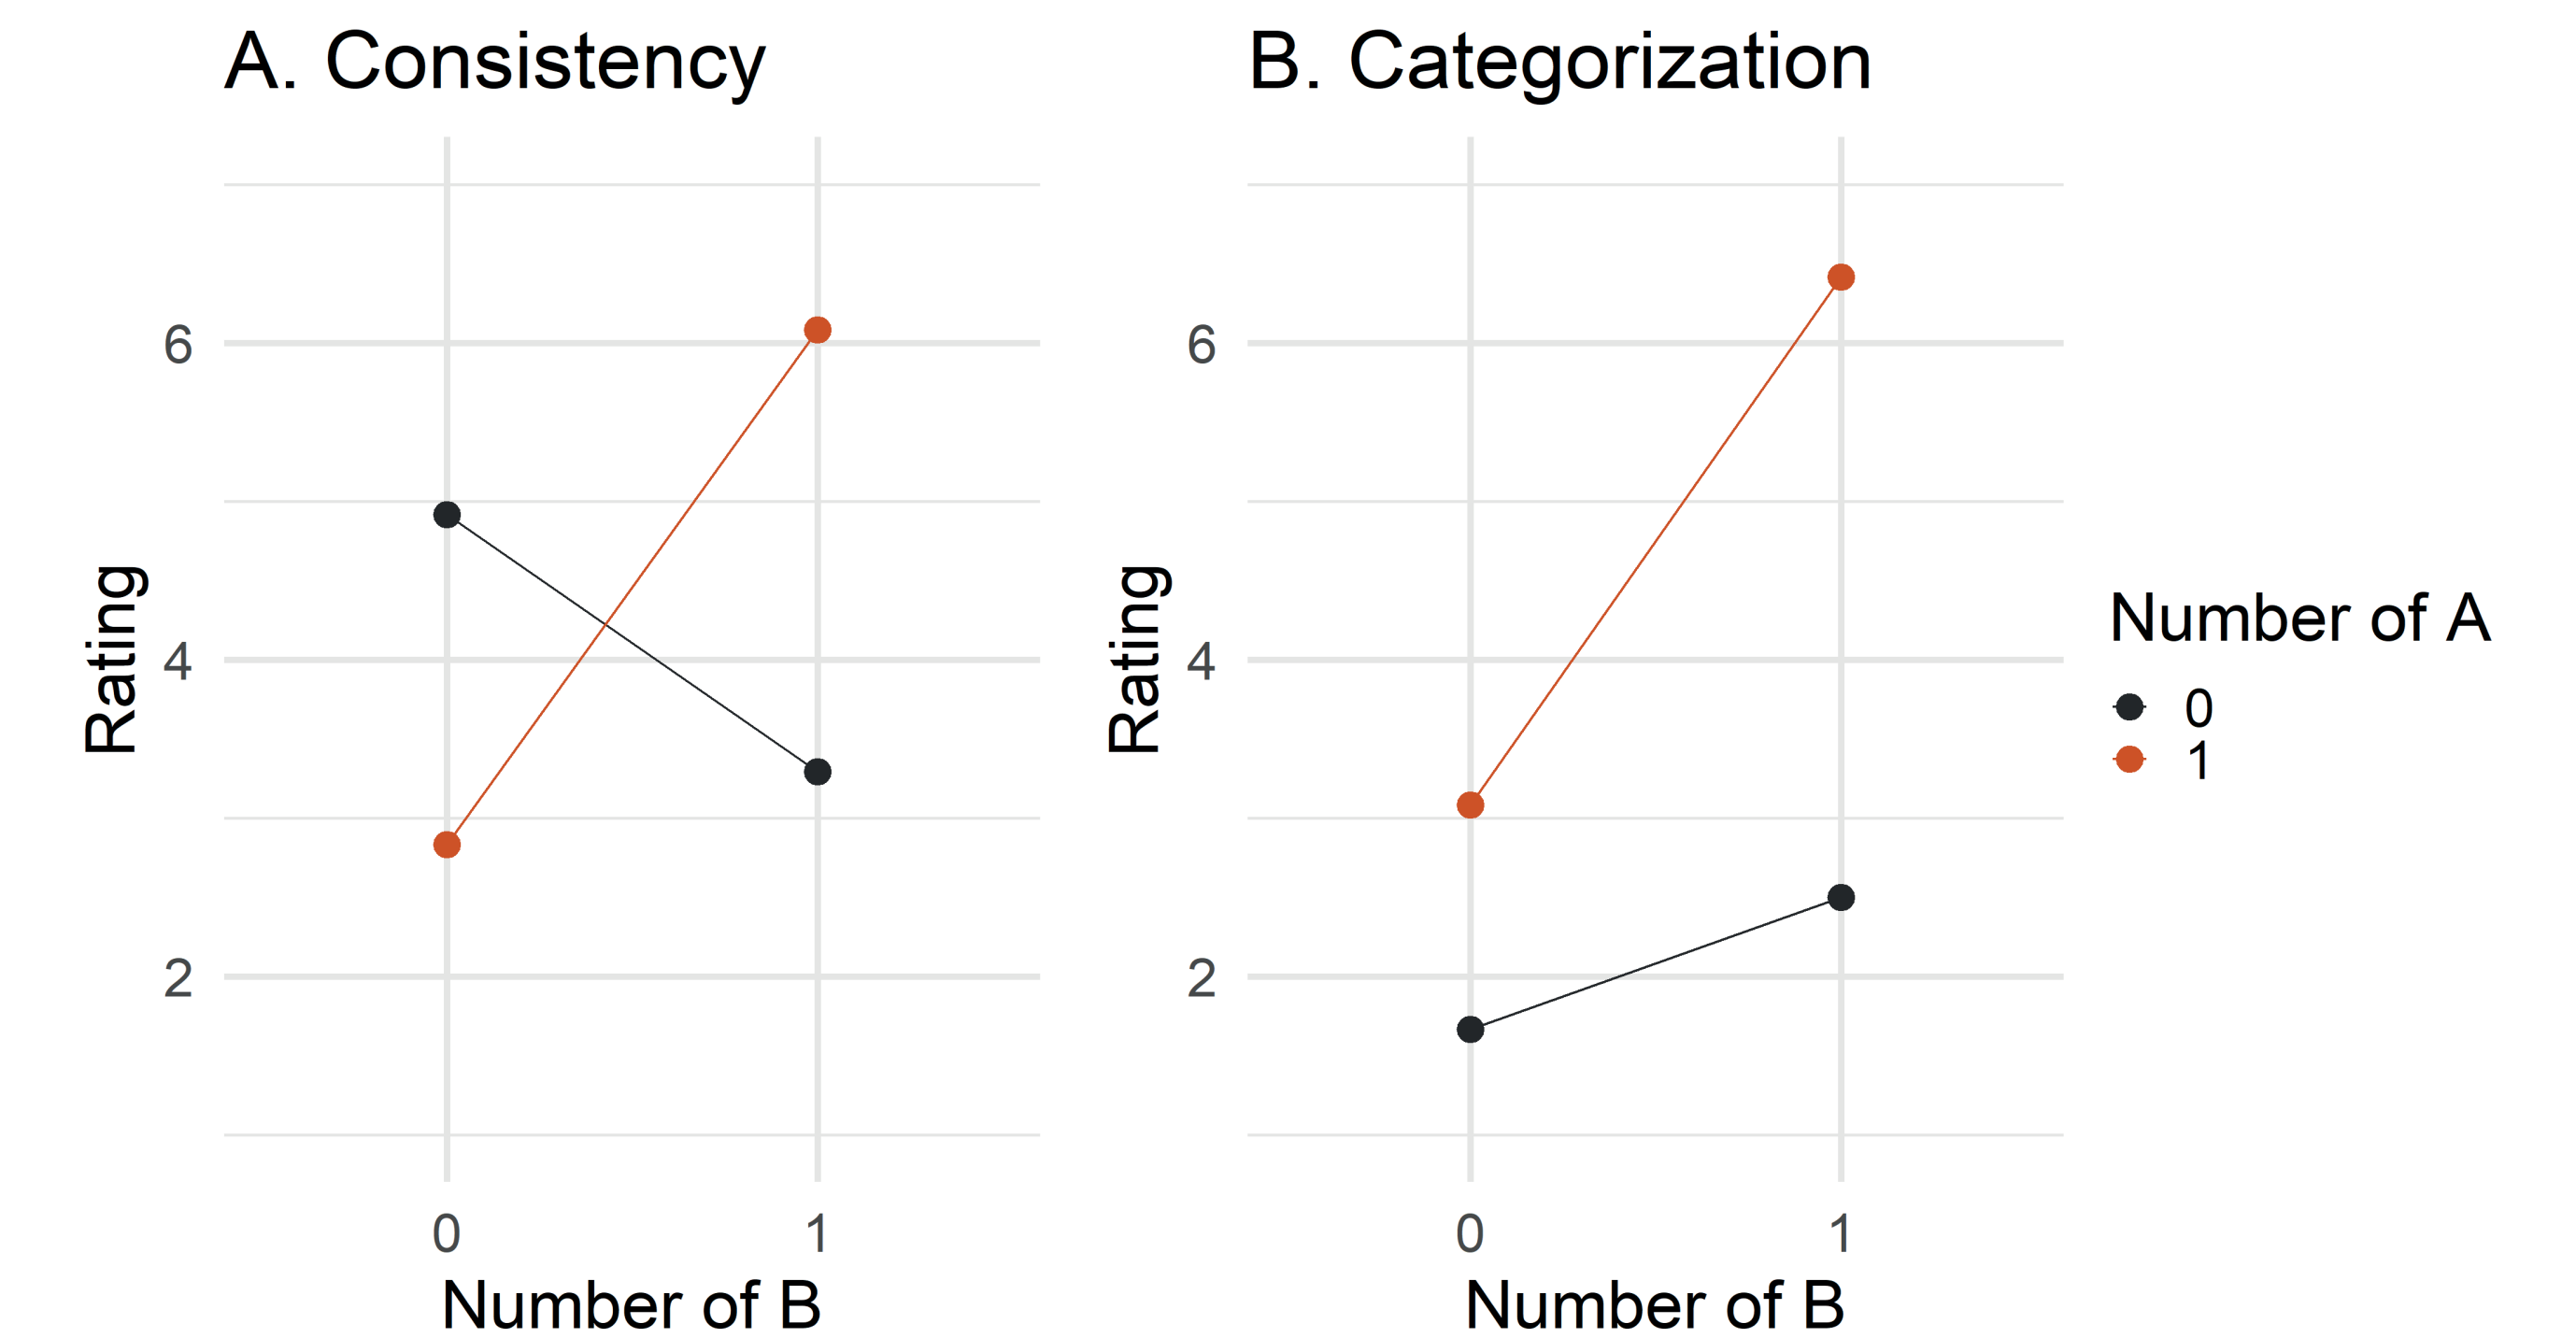 A. Consistency
Rating
6
4
2
0 1
Number of B
B. Categorization
Rating
6
4
2
0 1
Number of B
Number of A
0
1